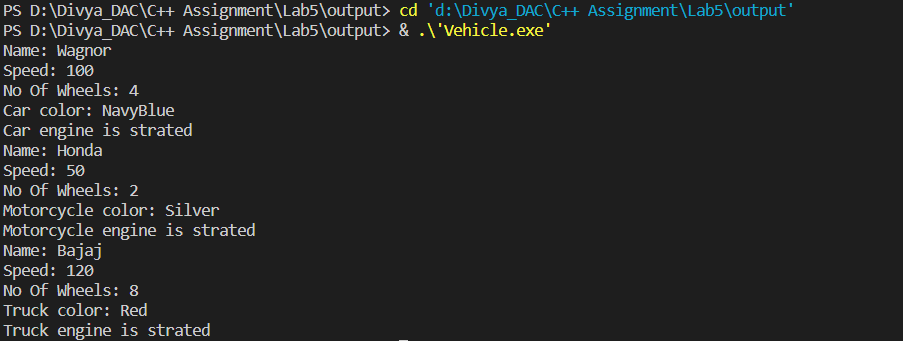 PS D:\Divya_DAC\C++ Assignment\Lab5\output> cd 'd:\Divya_DAC\C++ Assignment\Lab5\output'
PS D:\Divya_DAC\C++ Assignment\Lab5\output> & .\'Vehicle.exe'
Name: Wagnor
Speed: 100
No Of Wheels: 4
Car color: NavyBlue
Car engine is strated
Name: Honda
Speed: 50
No Of Wheels: 2
Motorcycle color: Silver
Motorcycle engine is strated
Name: Bajaj
Speed: 120
No Of Wheels: 8
Truck color: Red
Truck engine is strated